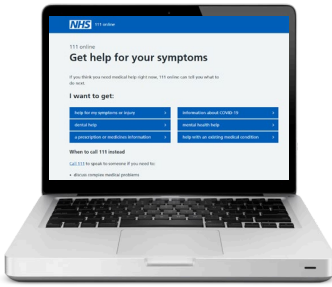 NHS 111 online
111 online
Get help for your symptoms
If you think you need medical help right now, 111 online can tell you what to
do next.
I want to get:
help for my symptoms or injury >
information about COVID-19 >
dental help >
mental health help >
a prescription or medicines information >
help with an existing medical condition >
When to call 111 instead
Call 111 to speak to someone if you need to:
• discuss complex medical problems